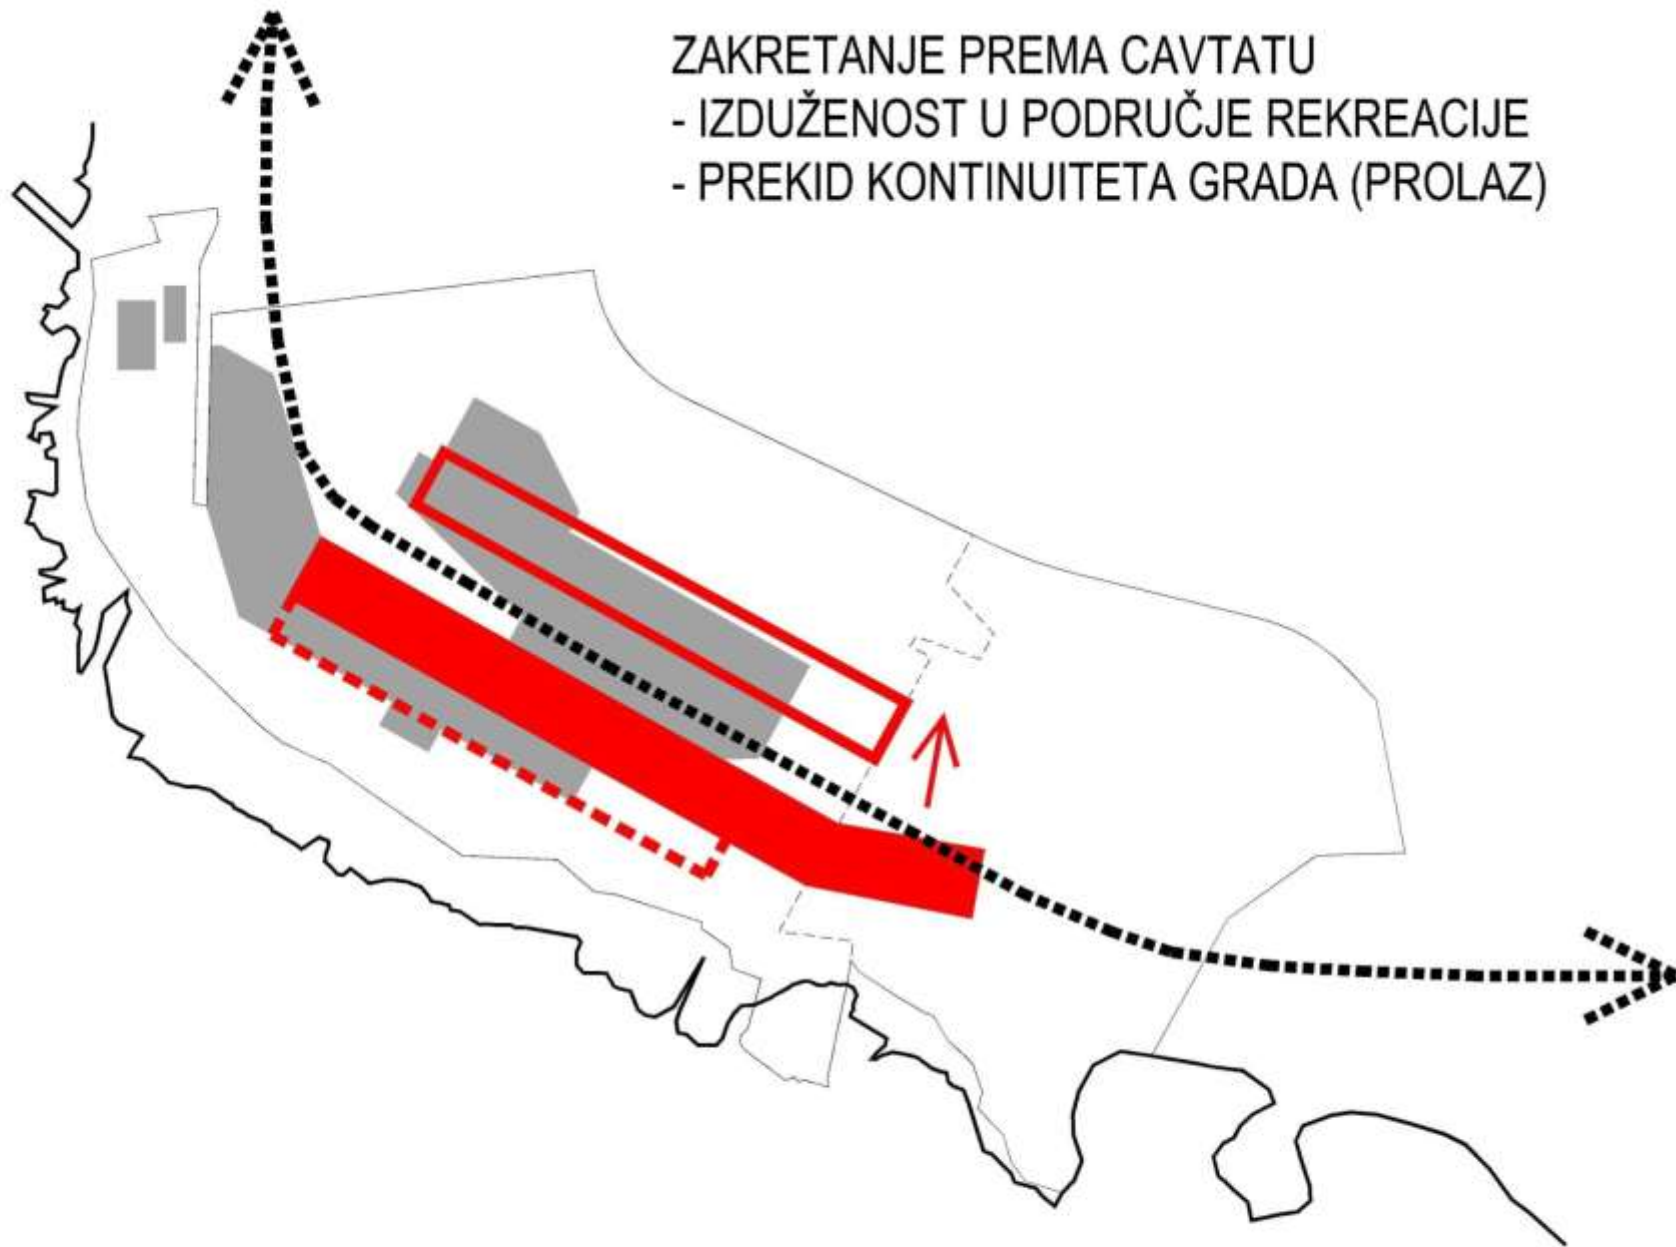 ZAKRETANJE PREMA CAVTATU
- IZDUŽENOST U PODRUČJE REKREACIJE
- PREKID KONTINUITETA GRADA (PROLAZ)